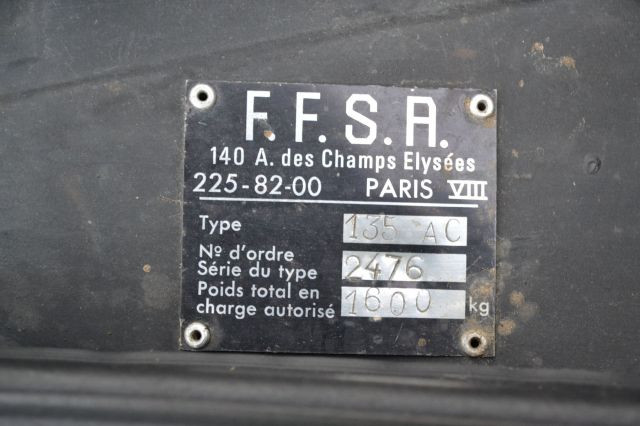 F.F.S.A.
140 A. des Champs Elysées
225-82-00 PARIS VIII
Type 135 AC
Nº d'ordre
Série du type 2476
Poids total en
charge autorisé 1600 kg